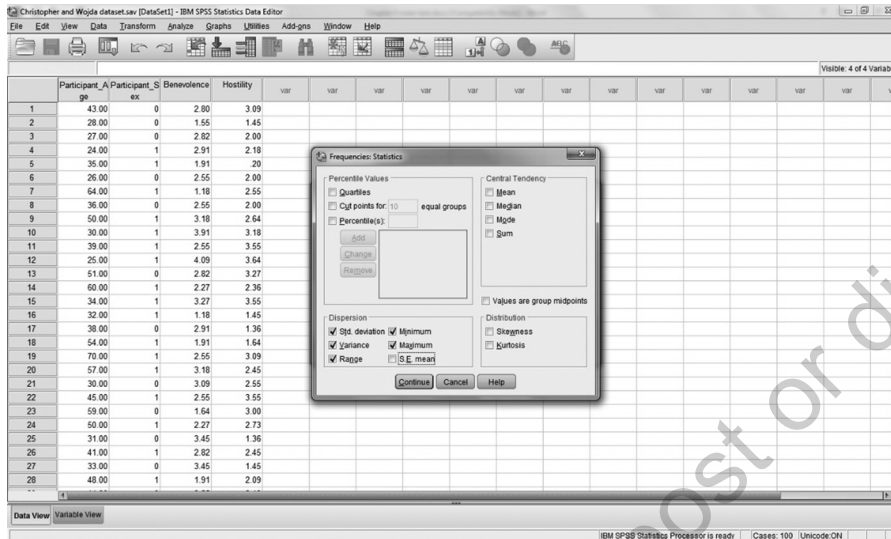 Christopher and Wojda dataset.sav [DataSet1] - IBM SPSS Statistics Data Editor
File Edit View Data Transform Analyze Graphs Utilities Add-ons Window Help
Visible: 4 of 4 Variab
Participant_Age Participant_Sex Benevolence Hostility var var var var var var var var var var var var
1 43.00 0 2.80 3.09
2 28.00 0 1.55 1.45
3 27.00 0 2.82 2.00
4 24.00 1 2.91 2.18
5 35.00 1 1.91 .20
6 26.00 0 2.55 2.00
7 64.00 1 1.18 2.55
8 36.00 0 2.55 2.00
9 50.00 1 3.18 2.64
10 30.00 1 3.91 3.18
11 39.00 1 2.55 3.55
12 25.00 1 4.09 3.64
13 51.00 0 2.82 3.27
14 60.00 1 2.27 2.36
15 34.00 1 3.27 3.55
16 32.00 1 1.18 1.45
17 38.00 0 2.91 1.36
18 54.00 1 1.91 1.64
19 70.00 1 2.55 3.09
20 57.00 1 3.18 2.45
21 30.00 0 3.09 2.55
22 45.00 1 2.55 3.55
23 59.00 0 1.64 3.00
24 50.00 1 2.27 2.73
25 31.00 0 3.45 1.36
26 41.00 1 2.82 2.45
27 33.00 0 3.45 1.45
28 48.00 1 1.91 2.09
Frequencies: Statistics
Percentile Values
Quartiles
Cut points for: 10 equal groups
Percentile(s):
Add
Change
Remove
Central Tendency
Mean
Median
Mode
Sum
Values are group midpoints
Dispersion
Std. deviation Minimum
Variance Maximum
Range S.E. mean
Distribution
Skewness
Kurtosis
Continue Cancel Help
Data View Variable View
IBM SPSS Statistics Processor is ready Cases: 100 Unicode:ON
post or